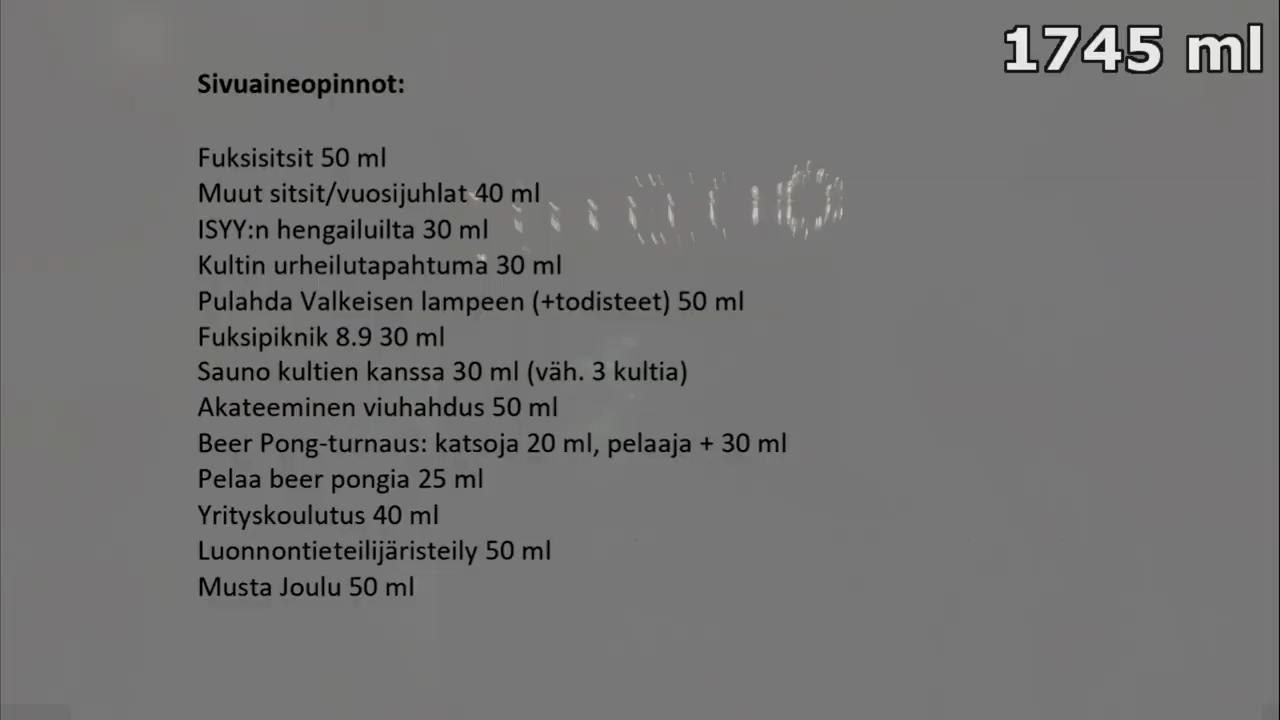 1745 ml
Sivuaineopinnot:
Fuksisitsit 50 ml
Muut sitsit/vuosijuhlat 40 ml
ISYY:n hengailuilta 30 ml
Kultin urheilutapahtuma 30 ml
Pulahda Valkeisen lampeen (+todisteet) 50 ml
Fuksipiknik 8.9 30 ml
Sauno kultien kanssa 30 ml (väh. 3 kultia)
Akateeminen viuhahdus 50 ml
Beer Pong-turnaus: katsoja 20 ml, pelaaja + 30 ml
Pelaa beer pongia 25 ml
Yrityskoulutus 40 ml
Luonnontieteilijäristeily 50 ml
Musta Joulu 50 ml